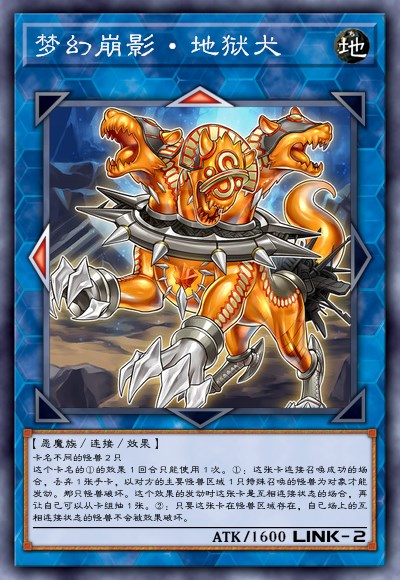 梦幻崩影·地狱犬
地
【恶魔族/连接/效果】
卡名不同的怪兽2只
这个卡名的①的效果1回合只能使用1次。①：这张卡连接召唤成功的场
合，丢弃1张手卡，以对方的主要怪兽区域1只特殊召唤的怪兽为对象才能
发动。那只怪兽破坏。这个效果的发动时这张卡是互相连接状态的场合，再
让自己可以从卡组抽1张。②：只要这张卡在怪兽区域存在，自己场上的互
相连接状态的怪兽不会被效果破坏。
ATK/1600 LINK-2